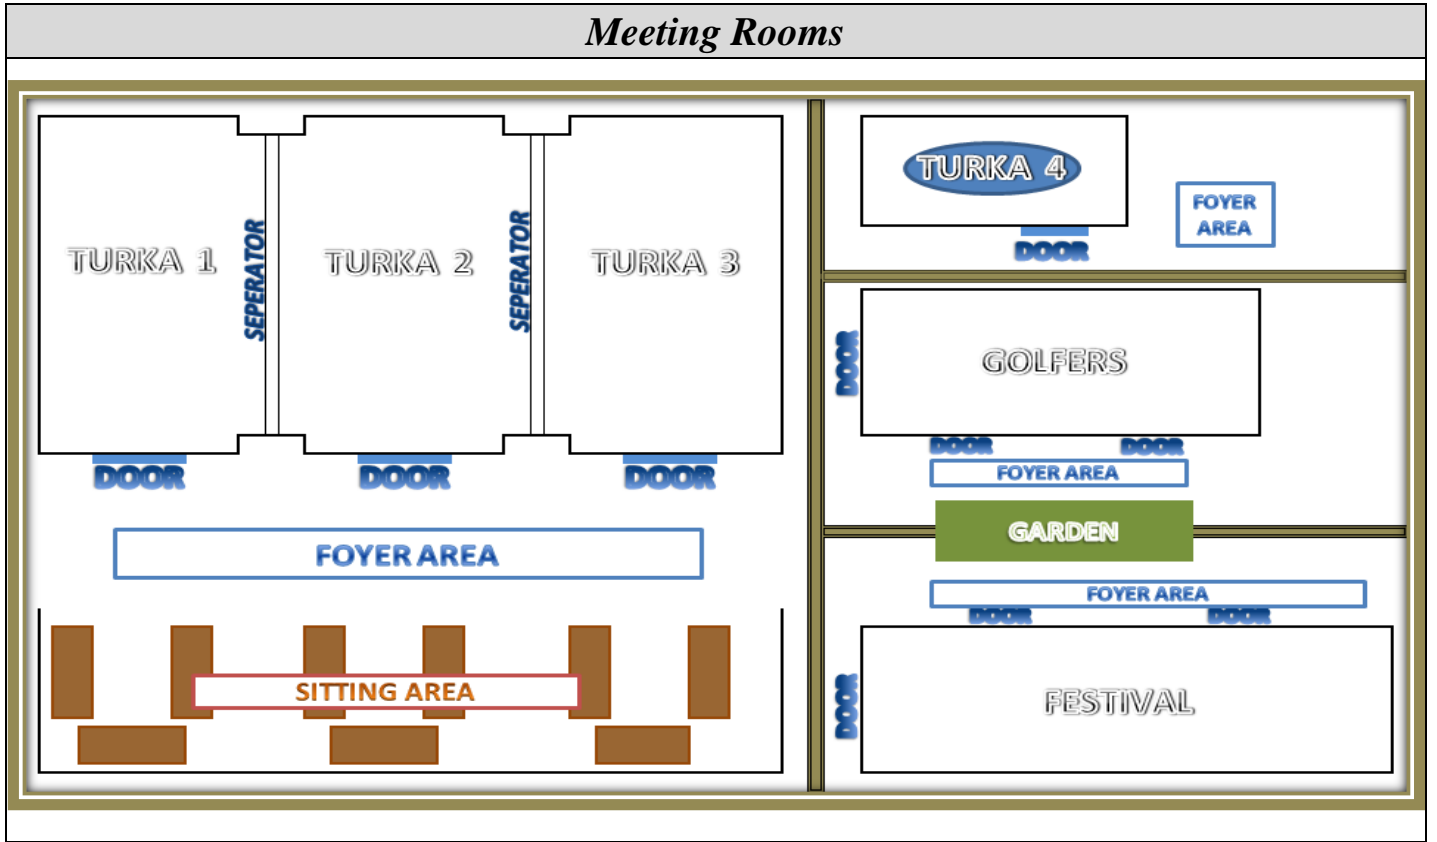 Meeting Rooms
TURKA 1
SEPERATOR
TURKA 2
SEPERATOR
TURKA 3
DOOR
DOOR
DOOR
FOYER AREA
SITTING AREA
TURKA 4
DOOR
FOYER
AREA
DOOR
GOLFERS
DOOR
DOOR
FOYER AREA
GARDEN
FOYER AREA
DOOR
DOOR
DOOR
FESTIVAL